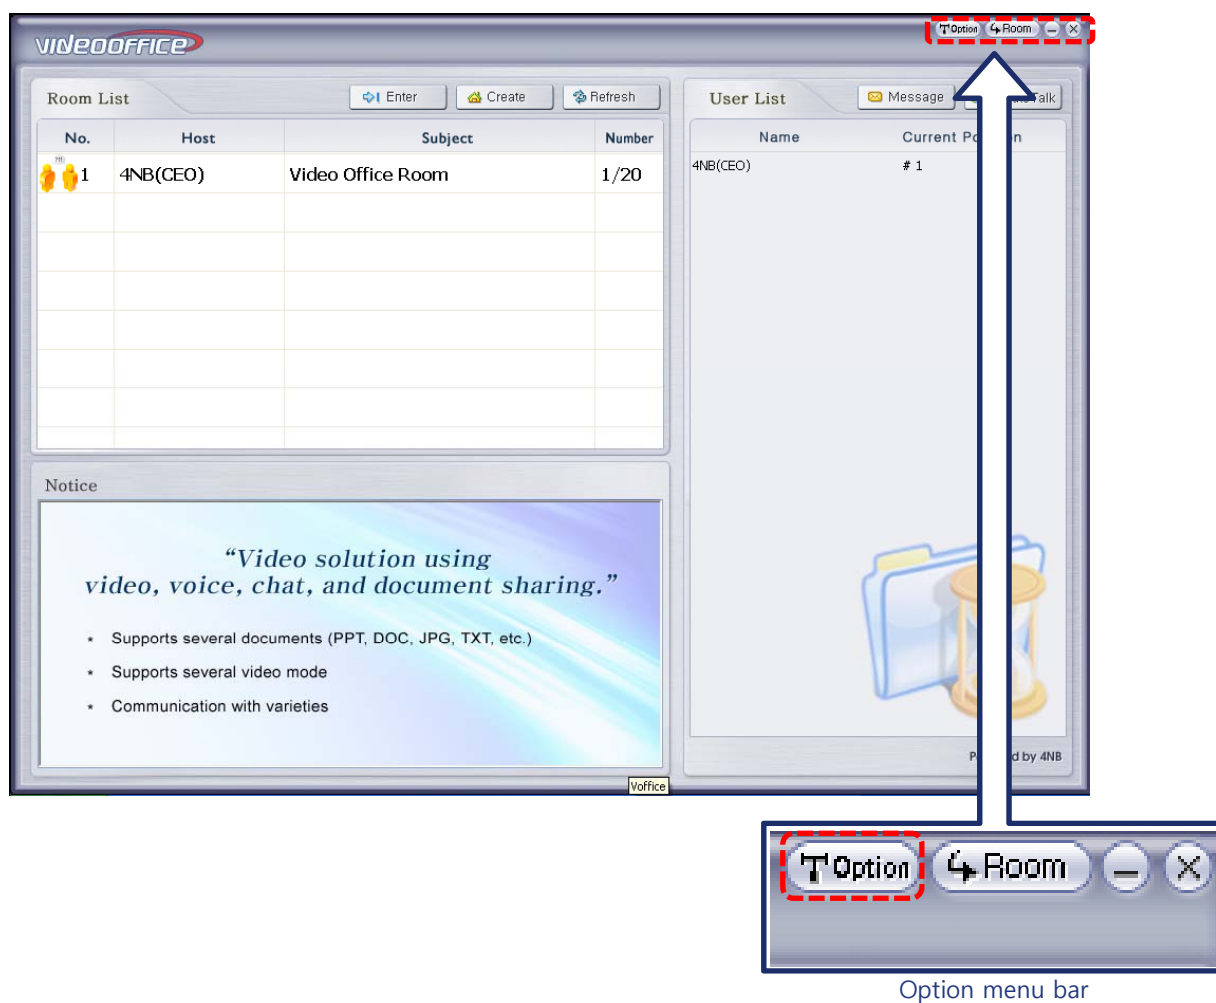 VIDEOOFFICE
Option Room
Room List
Enter Create Refresh
No. Host Subject Number
1 4NB(CEO) Video Office Room 1/20
User List
Message Talk
Name Current
4NB(CEO) # 1
Notice
“Video solution using
video, voice, chat, and document sharing.”
* Supports several documents (PPT, DOC, JPG, TXT, etc.)
* Supports several video mode
* Communication with varieties
by 4NB
Voffice
Option Room
Option menu bar